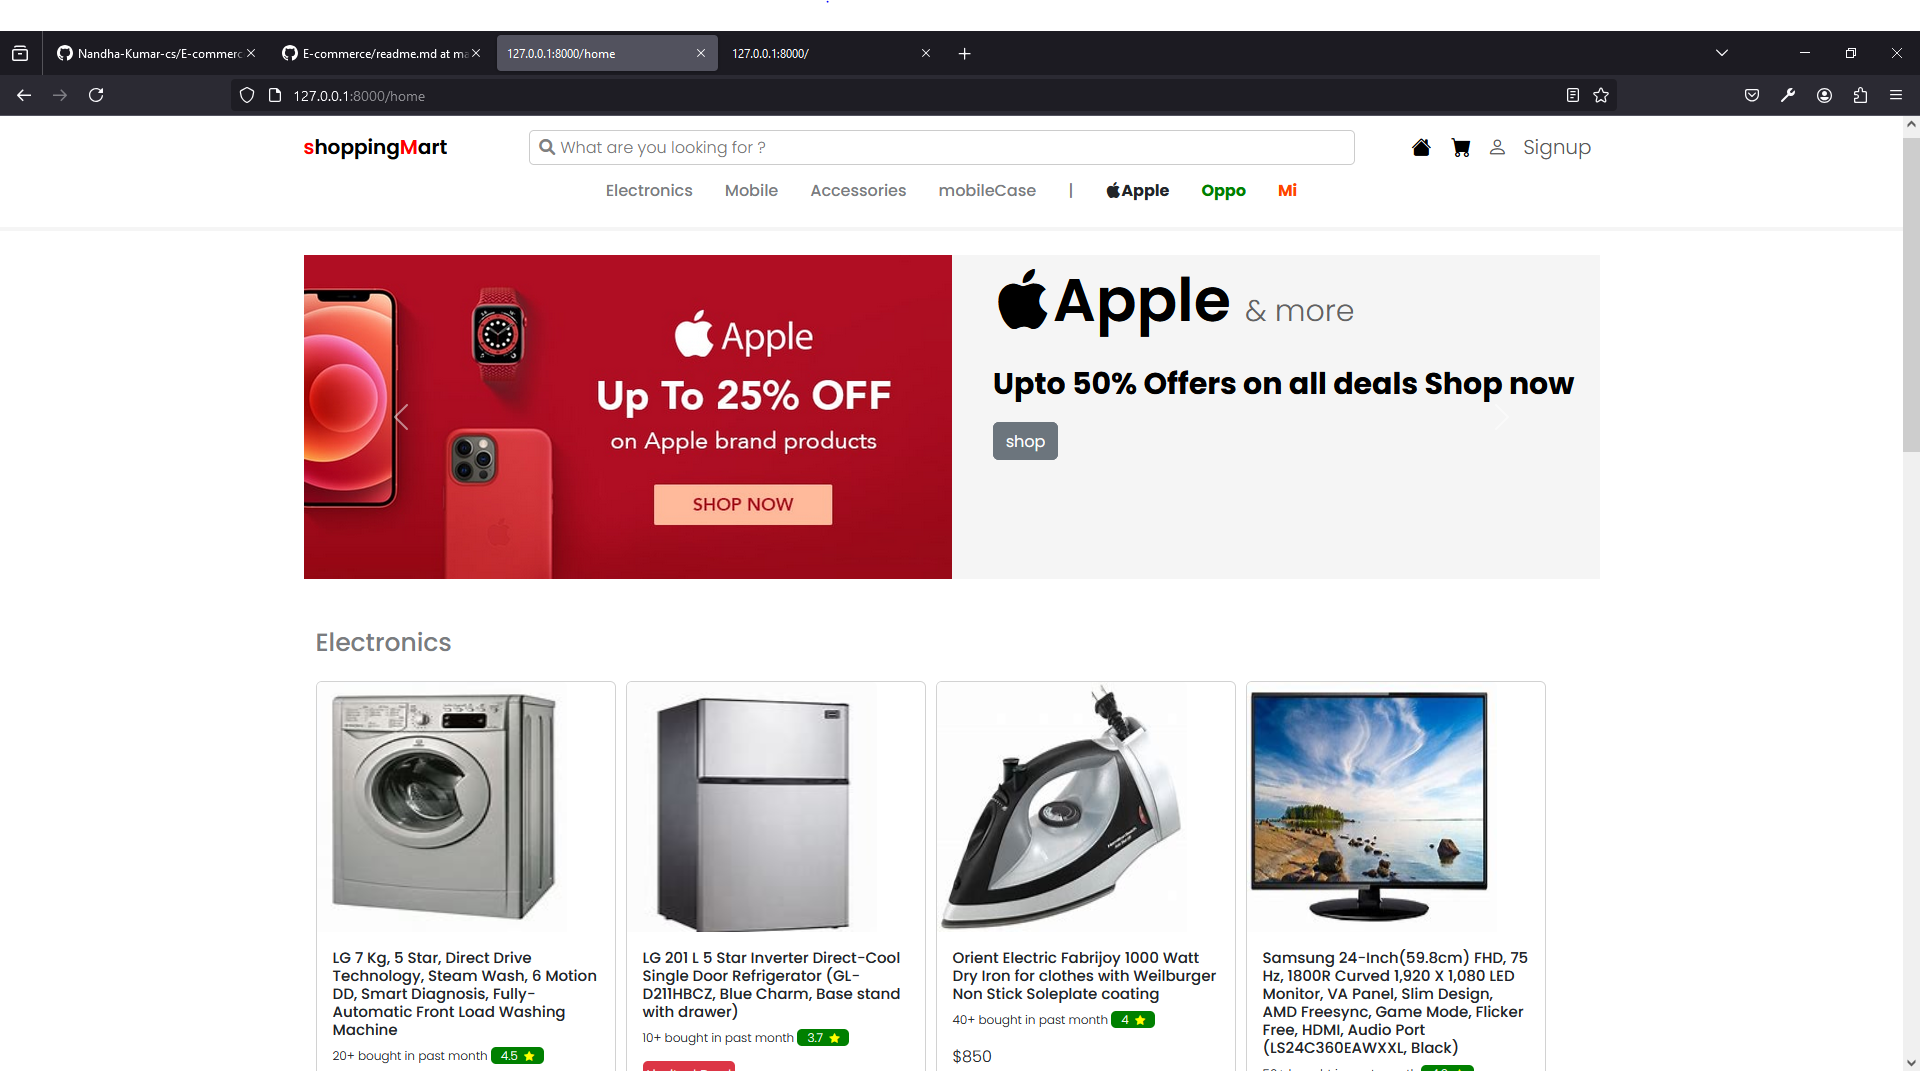 Nandha-Kumar-cs/E-commerc
E-commerce/readme.md at ma
127.0.0.1:8000/home
127.0.0.1:8000/
127.0.0.1:8000/home
shoppingMart
What are you looking for ?
Signup
Electronics Mobile Accessories mobileCase | Apple Oppo Mi
Apple
Up To 25% OFF
on Apple brand products
SHOP NOW
Apple & more
Upto 50% Offers on all deals Shop now
shop
Electronics
LG 7 Kg, 5 Star, Direct Drive
Technology, Steam Wash, 6 Motion
DD, Smart Diagnosis, Fully-
Automatic Front Load Washing
Machine
20+ bought in past month 4.5
LG 201 L 5 Star Inverter Direct-Cool
Single Door Refrigerator (GL-
D211HBCZ, Blue Charm, Base stand
with drawer)
10+ bought in past month 3.7
Orient Electric Fabrijoy 1000 Watt
Dry Iron for clothes with Weilburger
Non Stick Soleplate coating
40+ bought in past month 4
$850
Samsung 24-Inch(59.8cm) FHD, 75
Hz, 1800R Curved 1,920 X 1,080 LED
Monitor, VA Panel, Slim Design,
AMD Freesync, Game Mode, Flicker
Free, HDMI, Audio Port
(LS24C360EAWXXL, Black)